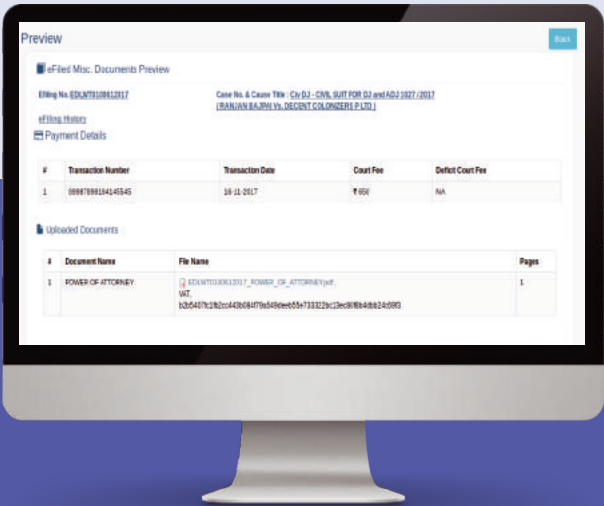 Preview
Back
eFiled Misc. Documents Preview
Efiling No. EDLWT0100612017
Case No. & Cause Title : Civ DJ - CIVIL SUIT FOR DJ and ADJ 1027 / 2017
( RANJAN BAJPAI Vs. DECENT COLONIZERS P LTD )
eFiling History
Payment Details
# Transaction Number Transaction Date Court Fee Deficit Court Fee
1 16-11-2017 ₹ 650 NA
Uploaded Documents
# Document Name File Name Pages
1 POWER OF ATTORNEY 1
VAT,